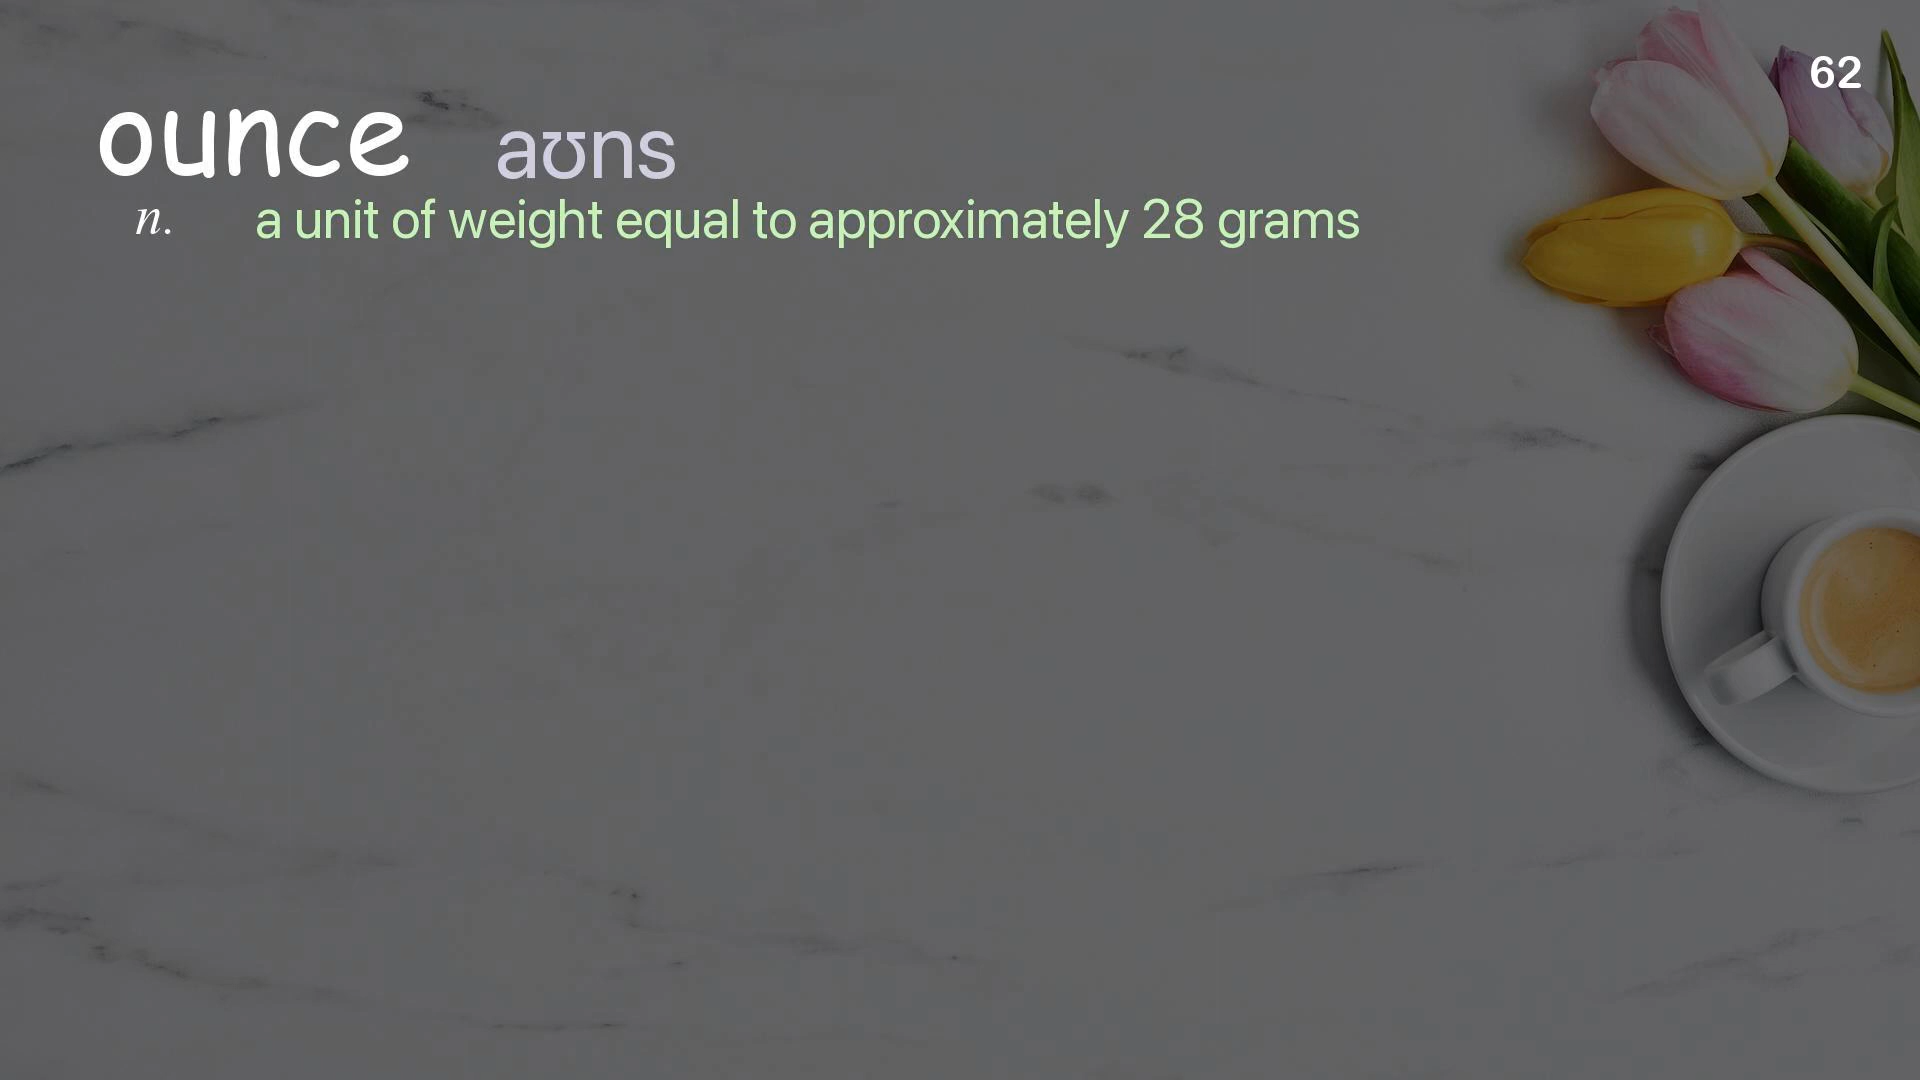 62
ounce aʊns
n. a unit of weight equal to approximately 28 grams